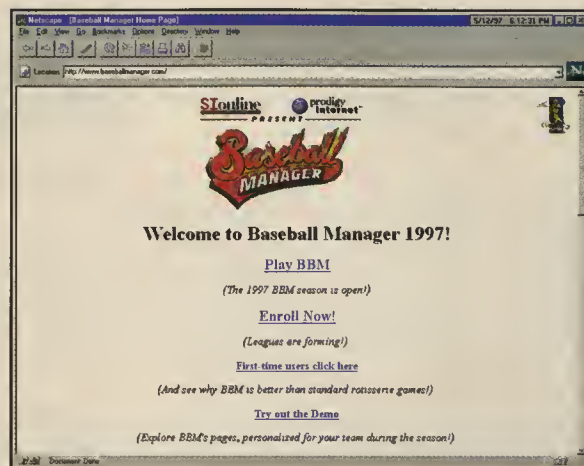 Netscape - [Baseball Manager Home Page] 5/12/97 6:12:31 PM
File Edit View Go Bookmarks Options Directory Window Help
Location: http://www.baseballmanager.com/
SI online prodigy Internet™
PRESENT
Baseball
MANAGER
Welcome to Baseball Manager 1997!
Play BBM
(The 1997 BBM season is open!)
Enroll Now!
(Leagues are forming!)
First-time users click here
(And see why BBM is better than standard rotisserie games!)
Try out the Demo
(Explore BBM's pages, personalized for your team during the season!)
Document Done